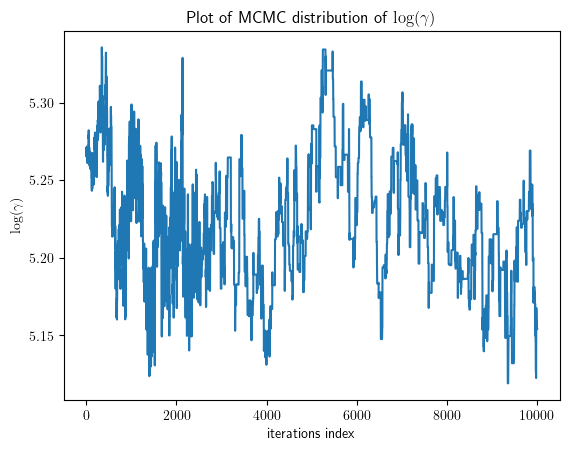 Plot of MCMC distribution of log(γ)
log(γ)
5.30
5.25
5.20
5.15
0 2000 4000 6000 8000 10000
iterations index